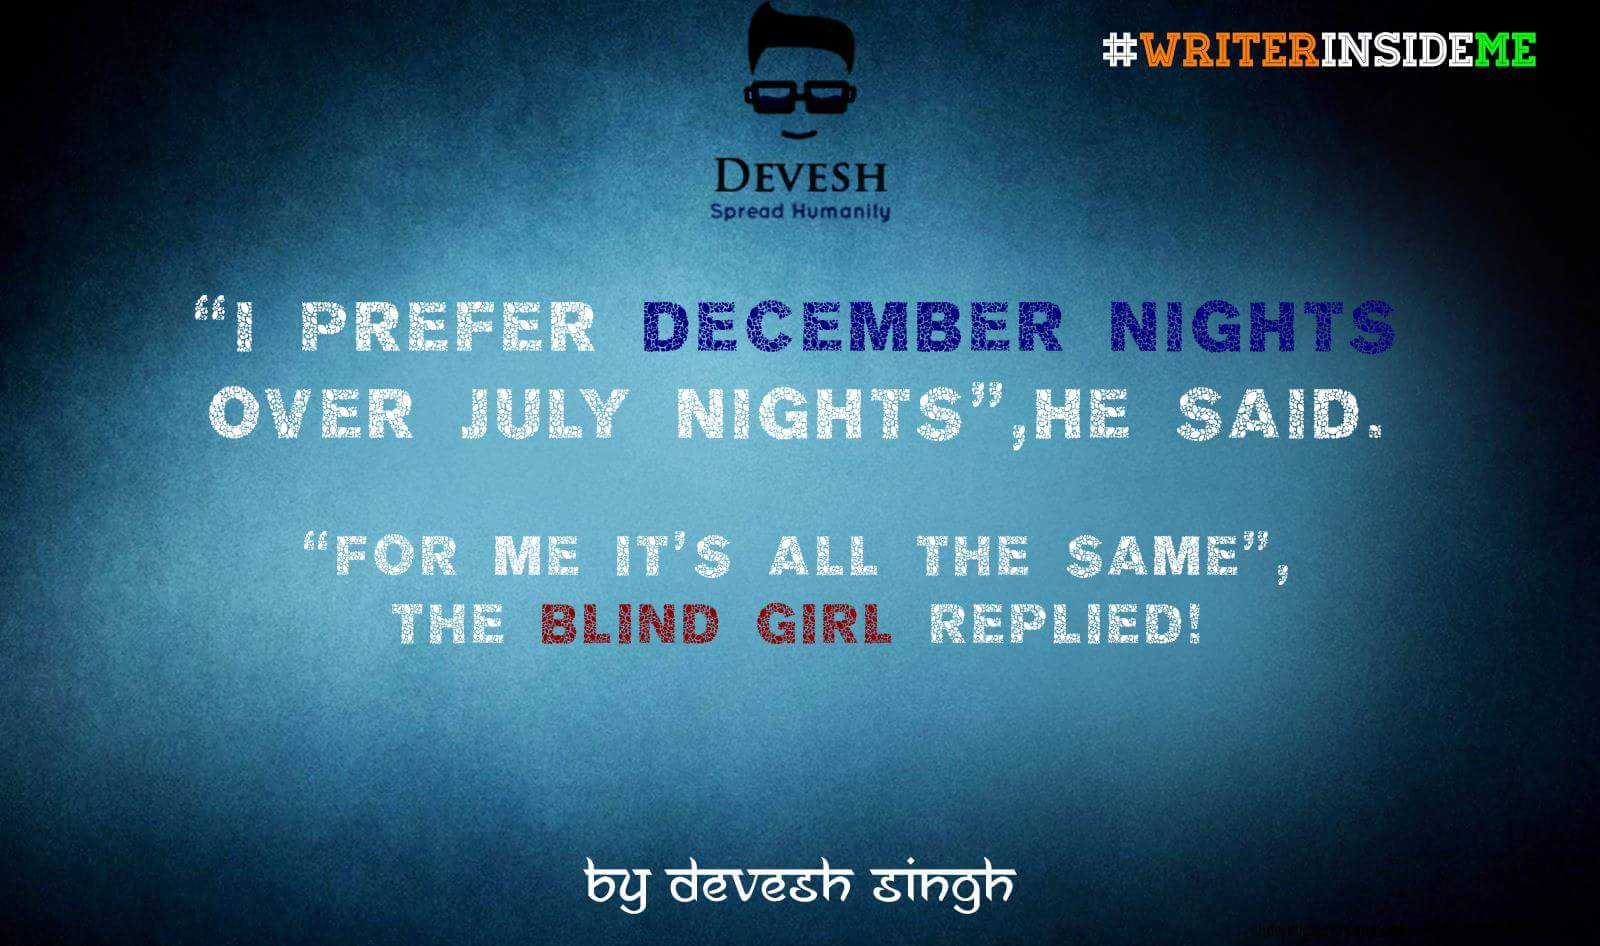 #WRITERINSIDEME
DEVESH
Spread Humanity
“I PREFER DECEMBER NIGHTS
OVER JULY NIGHTS”,HE SAID.
“FOR ME IT’S ALL THE SAME”,
THE BLIND GIRL REPLIED!
by devesh singh